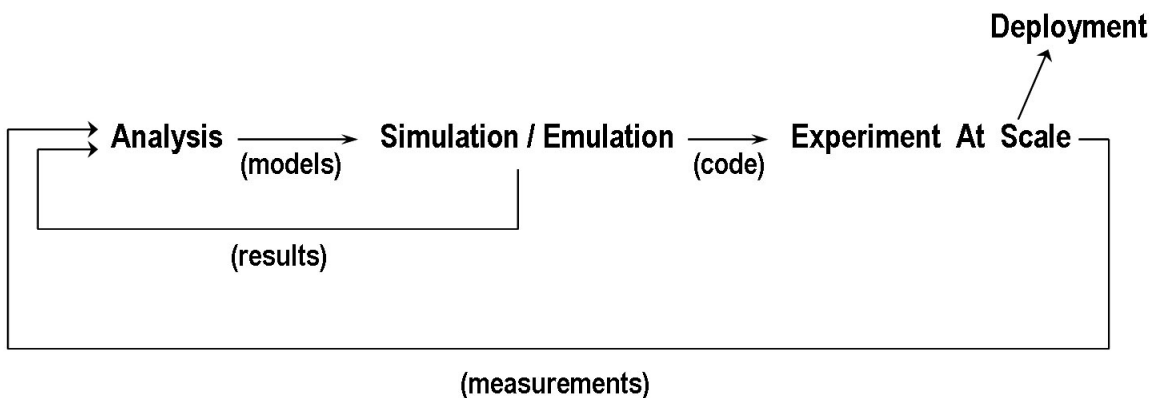 Deployment
Analysis
(models)
Simulation / Emulation
(code)
Experiment At Scale
(results)
(measurements)